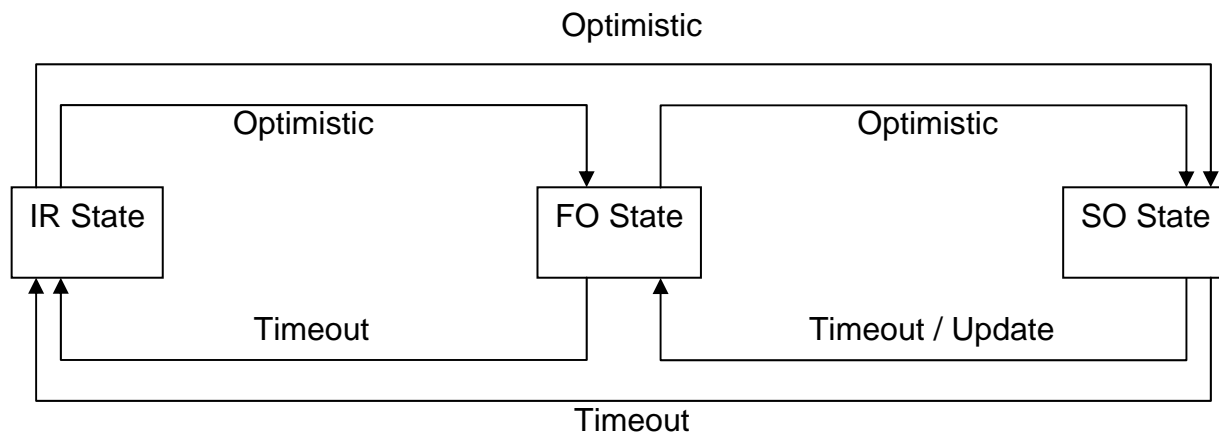 Optimistic
Optimistic
Optimistic
IR State
FO State
SO State
Timeout
Timeout / Update
Timeout